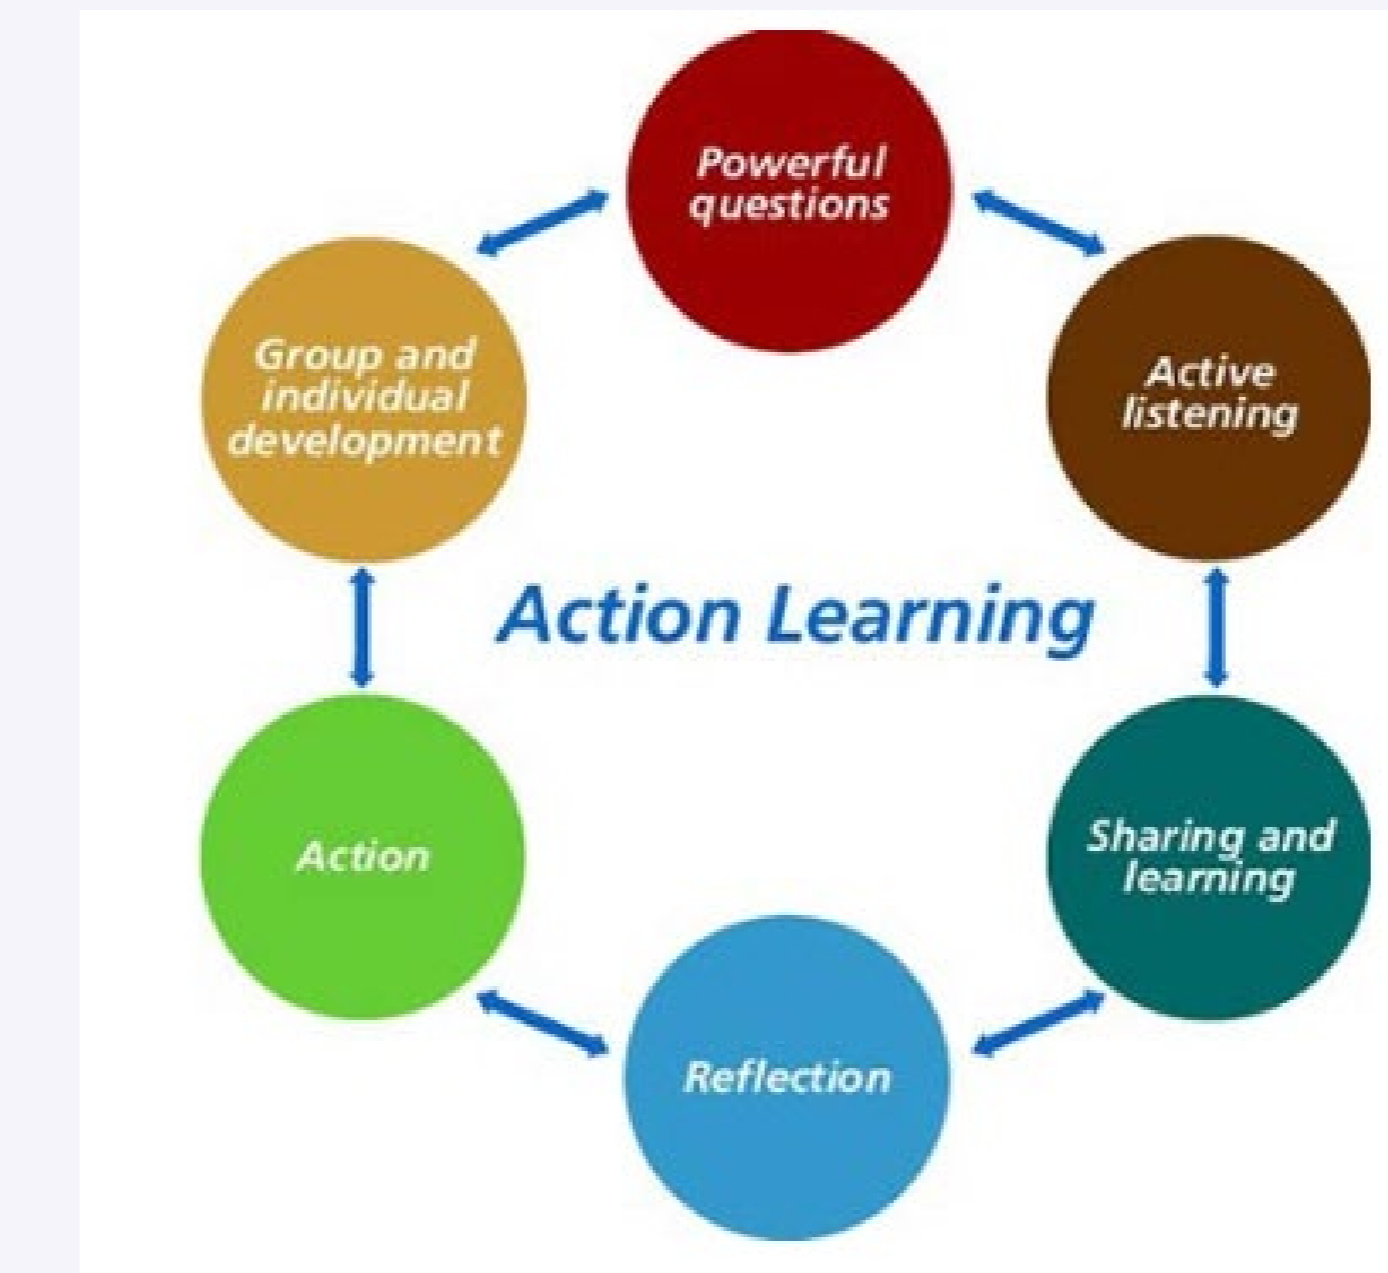 Powerful
questions
Active
listening
Sharing and
learning
Reflection
Action
Group and
individual
development
Action Learning